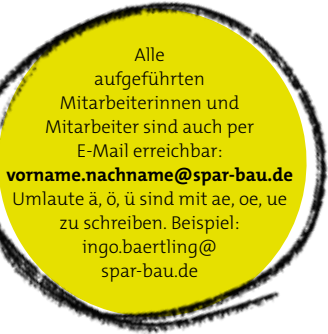 Alle
aufgeführten
Mitarbeiterinnen und
Mitarbeiter sind auch per
E-Mail erreichbar:
vorname.nachname@spar-bau.de
Umlaute ä, ö, ü sind mit ae, oe, ue
zu schreiben. Beispiel:
ingo.baertling@
spar-bau.de